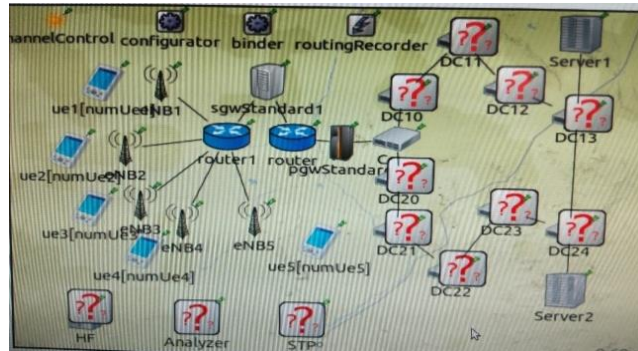 annelControl configurator binder routingRecorder
DC11
Server1
DC10
DC12
DC13
ue1[numUe1]
eNB1
sgwStandard1
router1
router
pgwStandar
C
ue2[numUe2]
eNB2
DC20
ue3[numUe3
eNB3
eNB4
eNB5
DC21
DC23
DC24
ue4[numUe4]
ue5[numUe5]
DC22
Server2
HF
Analyzer
STP